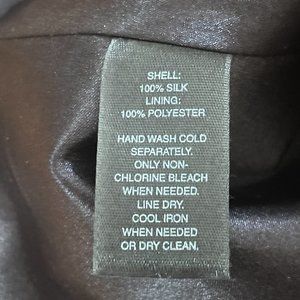 SHELL:
100% SILK
LINING:
100% POLYESTER
HAND WASH COLD
SEPARATELY.
ONLY NON-
CHLORINE BLEACH
WHEN NEEDED.
LINE DRY.
COOL IRON
WHEN NEEDED
OR DRY CLEAN.